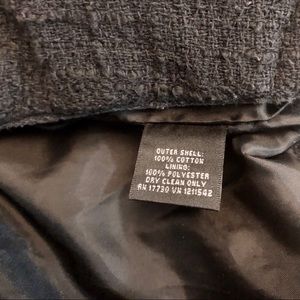 OUTER SHELL:
100% COTTON
LINING:
100% POLYESTER
DRY CLEAN ONLY
RN 17730 VN 1211542